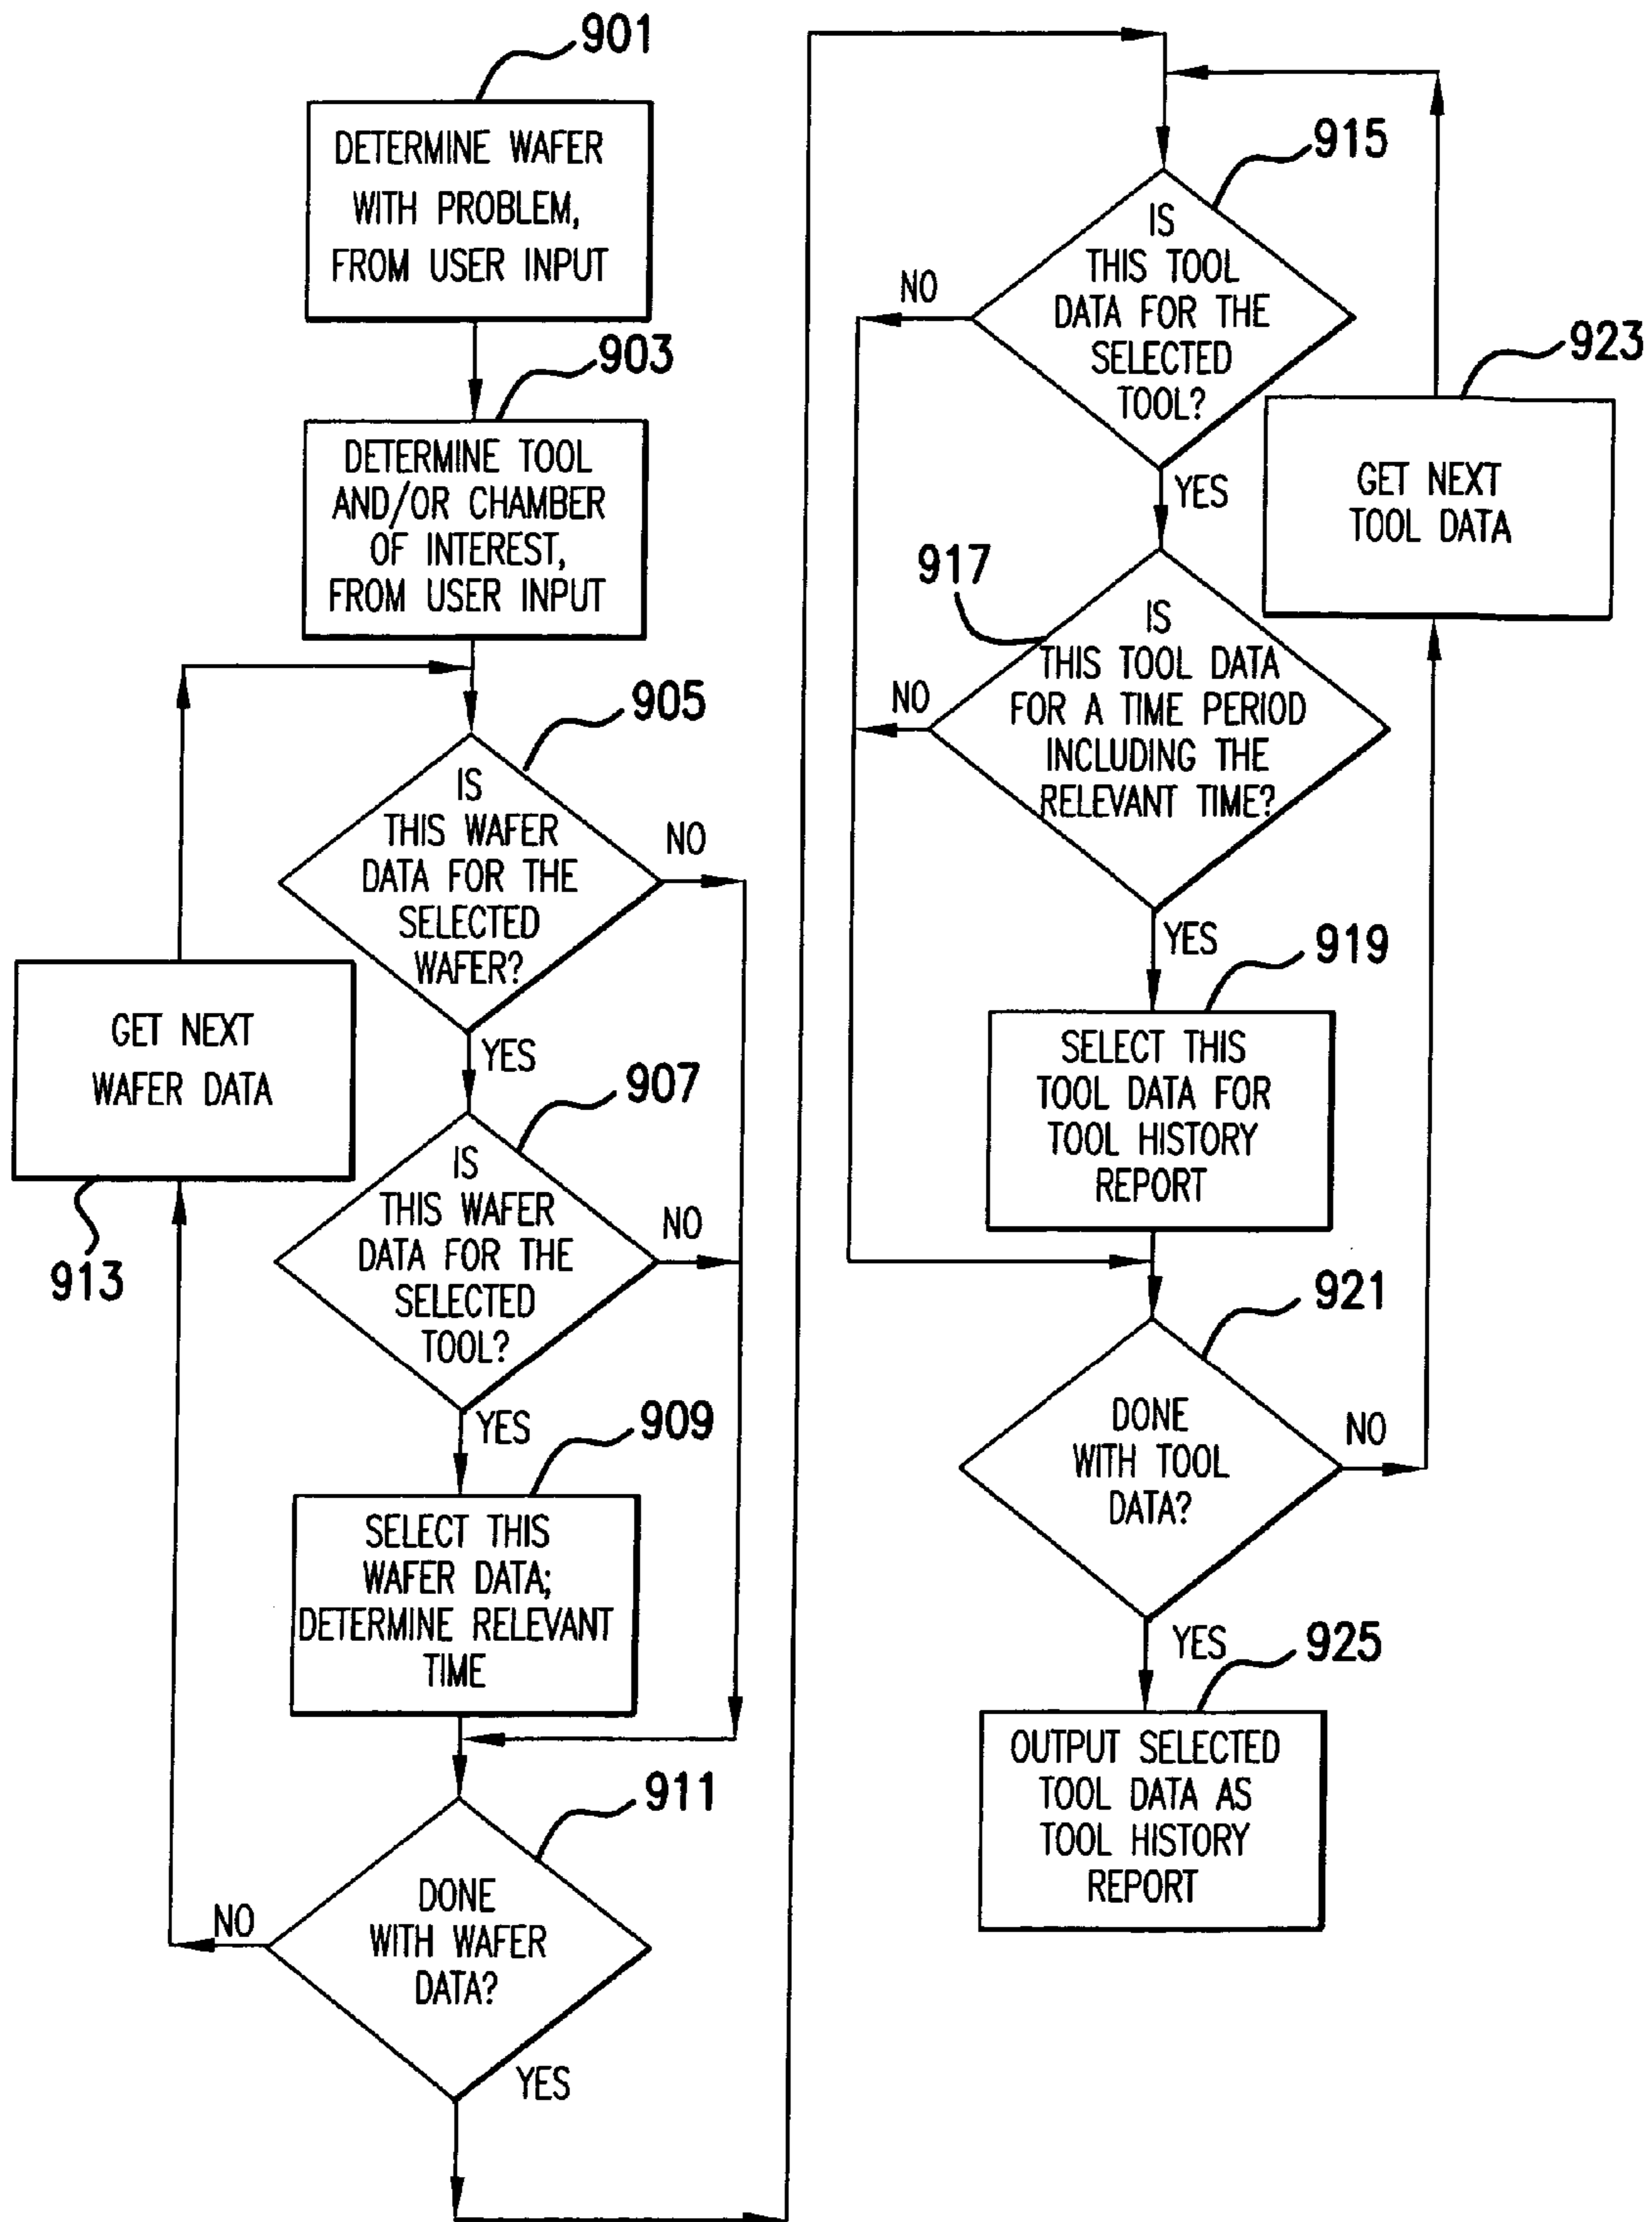 901
DETERMINE WAFER
WITH PROBLEM,
FROM USER INPUT
903
DETERMINE TOOL
AND/OR CHAMBER
OF INTEREST,
FROM USER INPUT
905
IS
THIS WAFER
DATA FOR THE
SELECTED
WAFER?
NO
YES
GET NEXT
WAFER DATA
913
907
IS
THIS WAFER
DATA FOR THE
SELECTED
TOOL?
NO
YES
909
SELECT THIS
WAFER DATA;
DETERMINE RELEVANT
TIME
911
DONE
WITH WAFER
DATA?
NO
YES
915
IS
THIS TOOL
DATA FOR THE
SELECTED
TOOL?
NO
YES
923
GET NEXT
TOOL DATA
917
IS
THIS TOOL DATA
FOR A TIME PERIOD
INCLUDING THE
RELEVANT TIME?
NO
YES
919
SELECT THIS
TOOL DATA FOR
TOOL HISTORY
REPORT
921
DONE
WITH TOOL
DATA?
NO
YES
925
OUTPUT SELECTED
TOOL DATA AS
TOOL HISTORY
REPORT